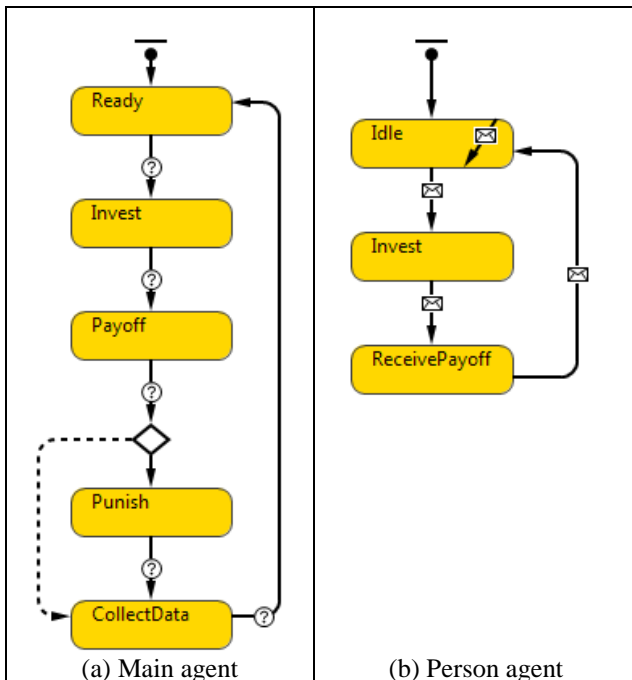 Ready
?
Invest
?
Payoff
?
Punish
?
CollectData
?
(a) Main agent
Idle
Invest
ReceivePayoff
(b) Person agent